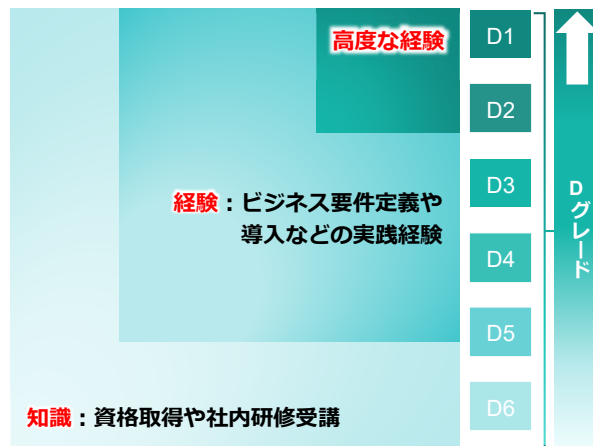 高度な経験
D1
D2
経験：ビジネス要件定義や
導入などの実践経験
D3
D4
D5
D6
知識：資格取得や社内研修受講
Dグレード